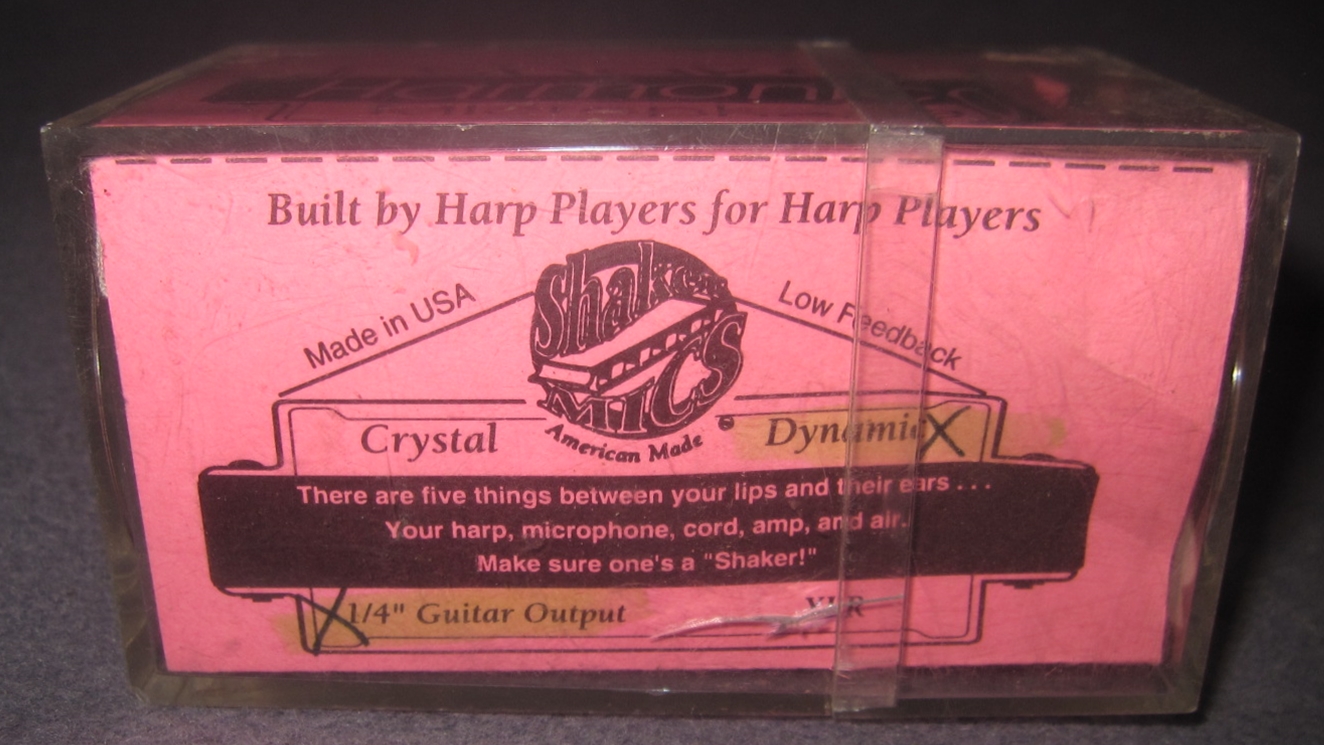 Harmonica
Built by Harp Players for Harp Players
Made in USA
Shaker
MICS
Low Feedback
American Made
Crystal
Dynamic X
There are five things between your lips and their ears . . .
Your harp, microphone, cord, amp, and air.
Make sure one's a "Shaker!"
X 1/4" Guitar Output
XLR